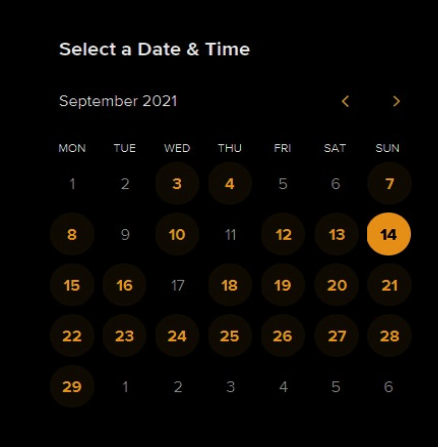 Select a Date & Time
September 2021
MON TUE WED THU FRI SAT SUN
1 2 3 4 5 6 7
8 9 10 11 12 13 14
15 16 17 18 19 20 21
22 23 24 25 26 27 28
29 1 2 3 4 5 6